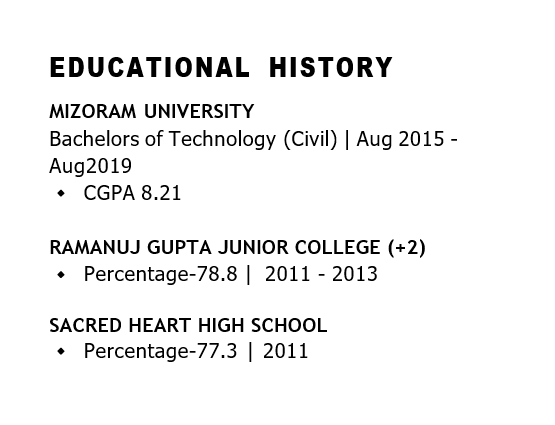 EDUCATIONAL HISTORY
MIZORAM UNIVERSITY
Bachelors of Technology (Civil) | Aug 2015 -
Aug2019
◆ CGPA 8.21
RAMANUJ GUPTA JUNIOR COLLEGE (+2)
◆ Percentage-78.8 | 2011 - 2013
SACRED HEART HIGH SCHOOL
◆ Percentage-77.3 | 2011